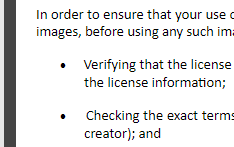 In order to ensure that your use
images, before using any such
• Verifying that the license
the license information;
• Checking the exact terms
creator); and